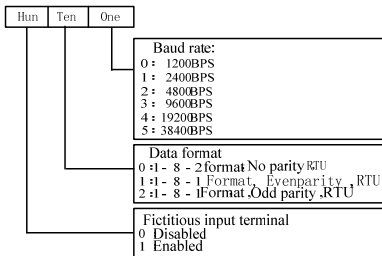 Hun Ten One
Baud rate:
0: 1200BPS
1: 2400BPS
2: 4800BPS
3: 9600BPS
4: 19200BPS
5: 38400BPS
Data format
0:1-8-2format No parity RTU
1:1-8-1 Format, Evenparity ,RTU
2:1-8-1Format,Odd parity ,RTU
Fictitious input terminal
0 Disabled
1 Enabled